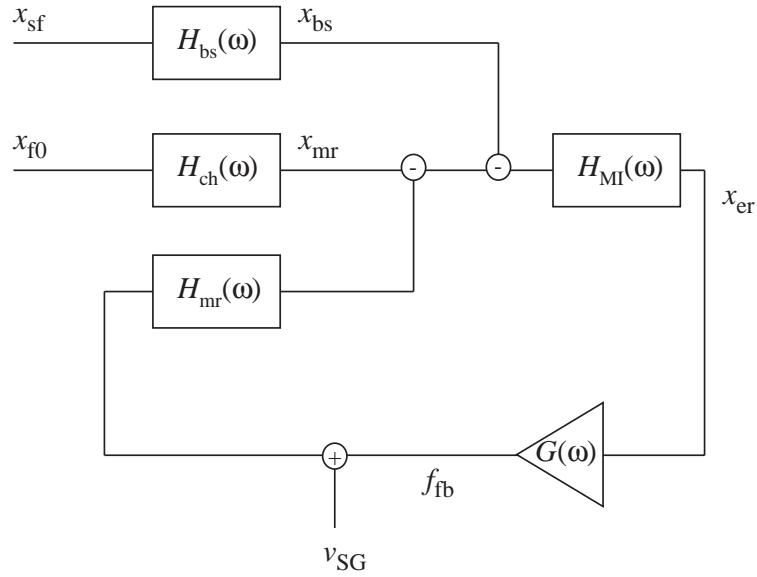 x_sf
H_bs(ω)
x_bs
x_f0
H_ch(ω)
x_mr
-
-
H_MI(ω)
x_er
H_mr(ω)
G(ω)
+
f_fb
v_SG